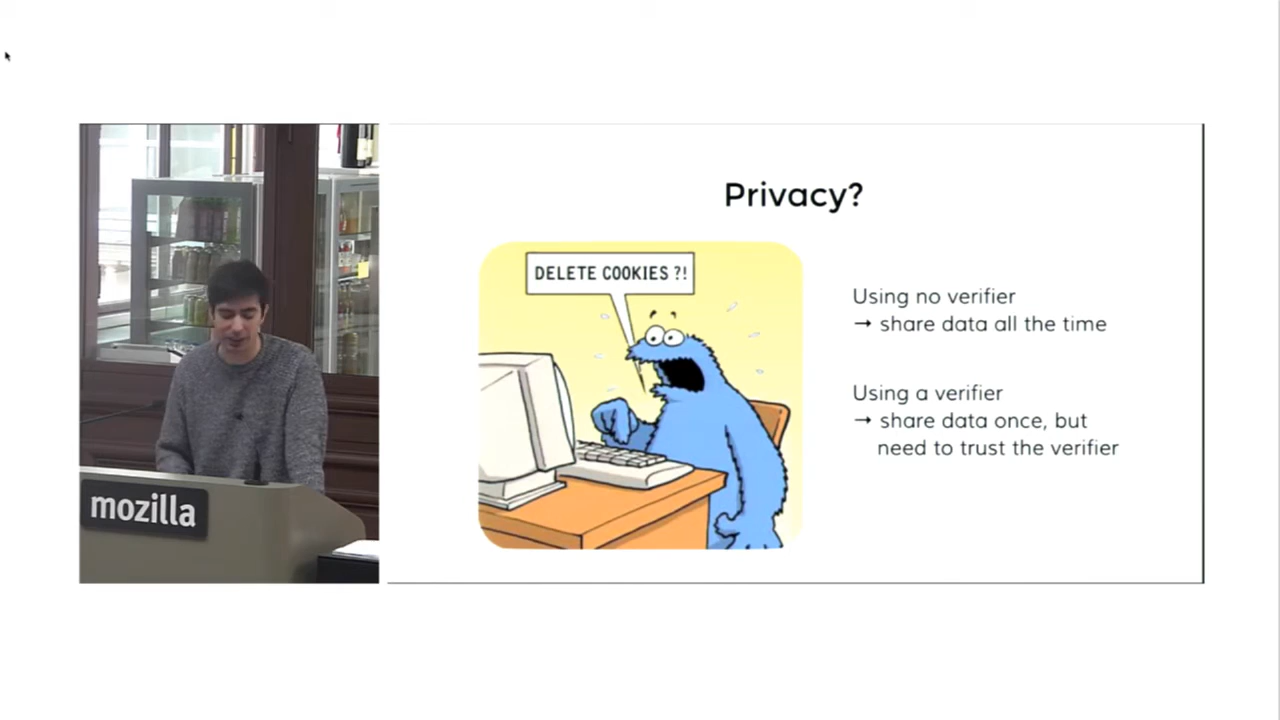 mozilla
Privacy?
DELETE COOKIES ?!
Using no verifier
→ share data all the time
Using a verifier
→ share data once, but
need to trust the verifier